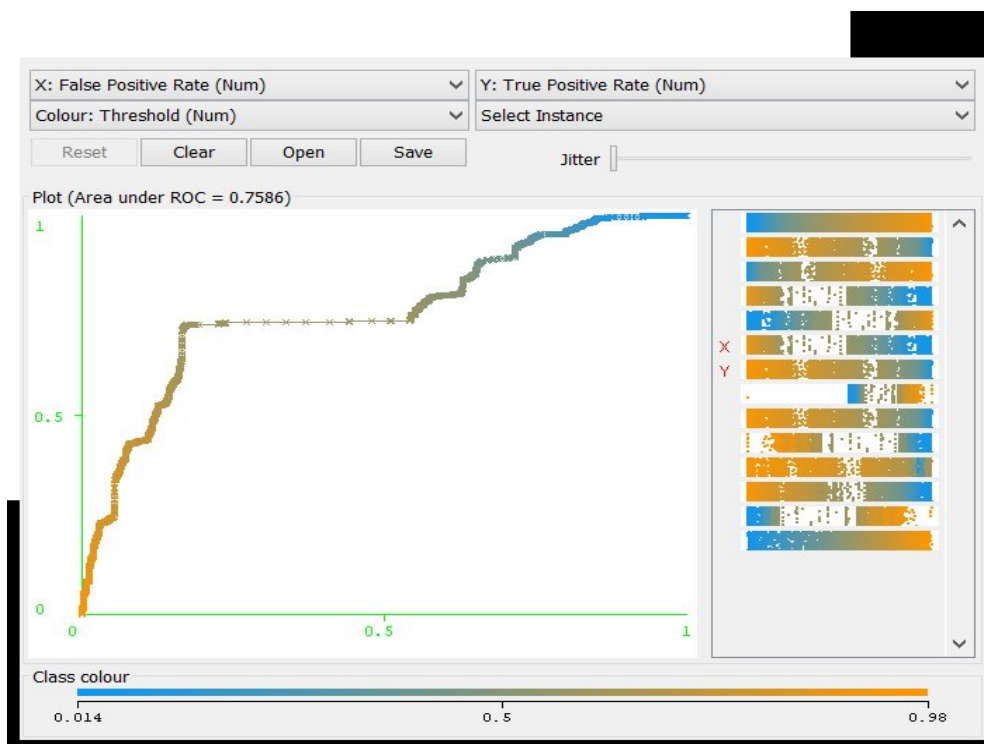 X: False Positive Rate (Num) Y: True Positive Rate (Num)
Colour: Threshold (Num) Select Instance
Reset Clear Open Save Jitter
Plot (Area under ROC = 0.7586)
1
0.5
0
0 0.5 1
X
Y
Class colour
0.014 0.5 0.98